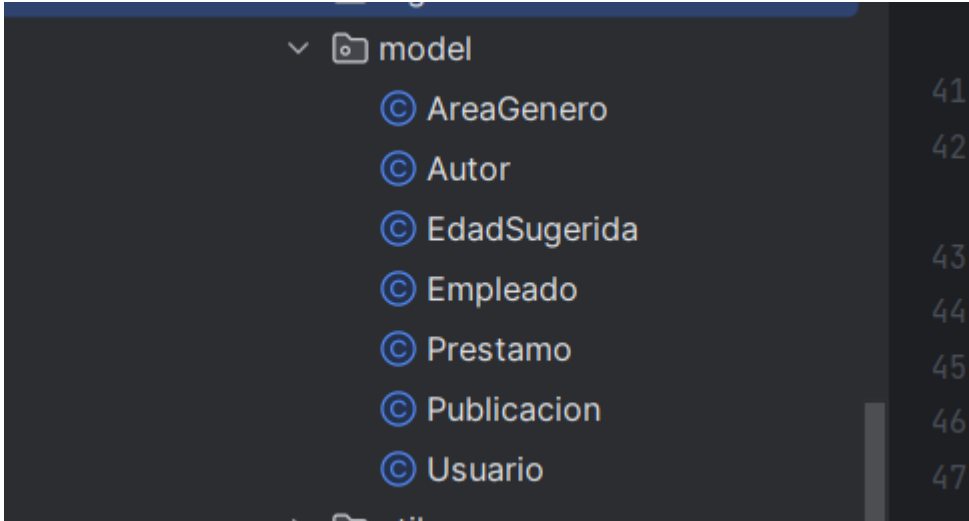 model
AreaGenero
41
Autor
42
EdadSugerida
43
Empleado
44
Prestamo
45
Publicacion
46
Usuario
47